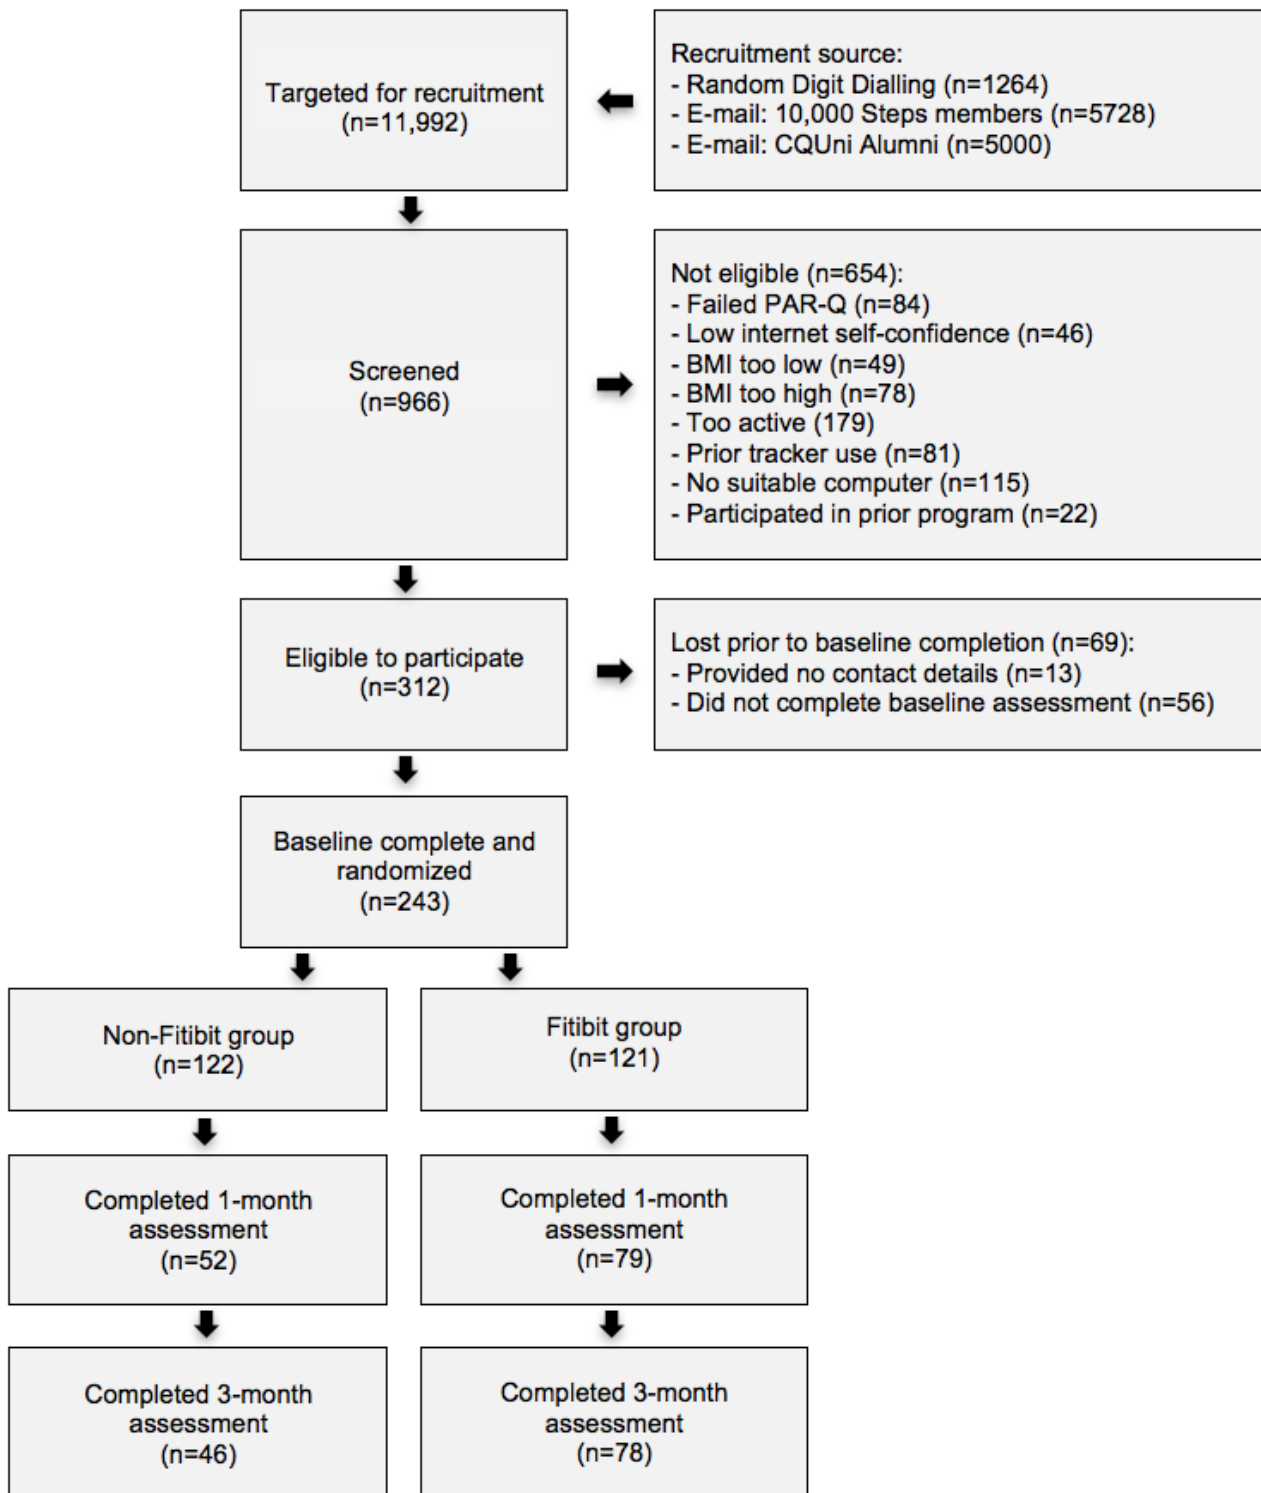 Targeted for recruitment
(n=11,992)
Recruitment source:
- Random Digit Dialling (n=1264)
- E-mail: 10,000 Steps members (n=5728)
- E-mail: CQUni Alumni (n=5000)
Screened
(n=966)
Not eligible (n=654):
- Failed PAR-Q (n=84)
- Low internet self-confidence (n=46)
- BMI too low (n=49)
- BMI too high (n=78)
- Too active (179)
- Prior tracker use (n=81)
- No suitable computer (n=115)
- Participated in prior program (n=22)
Eligible to participate
(n=312)
Lost prior to baseline completion (n=69):
- Provided no contact details (n=13)
- Did not complete baseline assessment (n=56)
Baseline complete and
randomized
(n=243)
Non-Fitibit group
(n=122)
Fitibit group
(n=121)
Completed 1-month
assessment
(n=52)
Completed 1-month
assessment
(n=79)
Completed 3-month
assessment
(n=46)
Completed 3-month
assessment
(n=78)